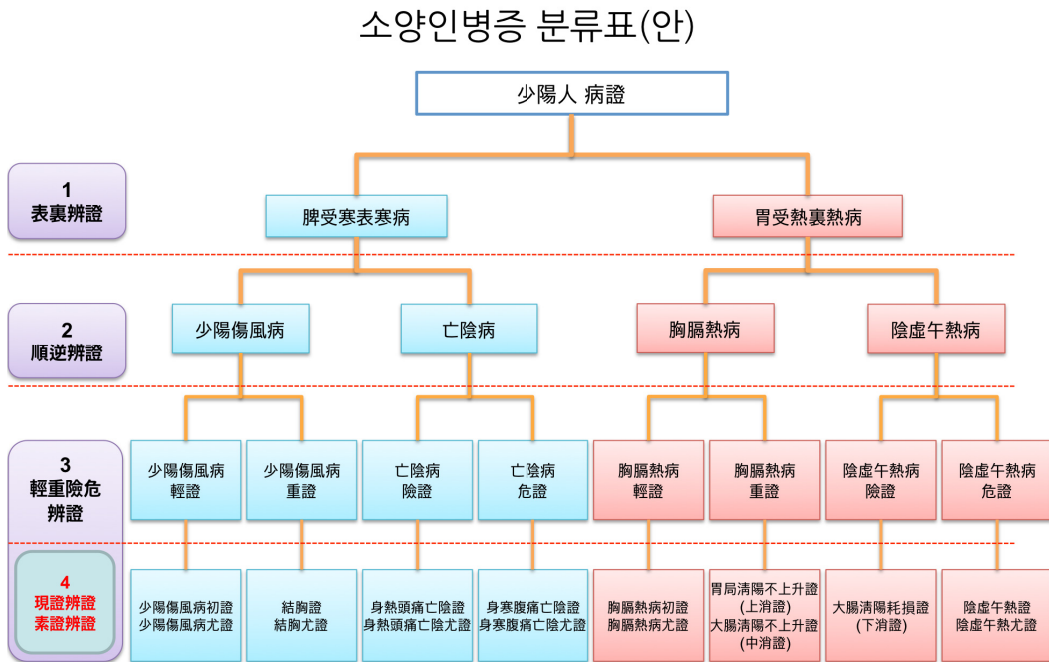 소양인병증 분류표(안)
少陽人 病證
1
表裏辨證
脾受寒表寒病
胃受熱裏熱病
2
順逆辨證
少陽傷風病
亡陰病
胸膈熱病
陰虛午熱病
3
輕重險危
辨證
少陽傷風病
輕證
少陽傷風病
重證
亡陰病
險證
亡陰病
危證
胸膈熱病
輕證
胸膈熱病
重證
陰虛午熱病
險證
陰虛午熱病
危證
4
現證辨證
素證辨證
少陽傷風病初證
少陽傷風病尤證
結胸證
結胸尤證
身熱頭痛亡陰證
身熱頭痛亡陰尤證
身寒腹痛亡陰證
身寒腹痛亡陰尤證
胸膈熱病初證
胸膈熱病尤證
胃局淸陽不上升證
(上消證)
大腸淸陽不上升證
(中消證)
大腸淸陽耗損證
(下消證)
陰虛午熱證
陰虛午熱尤證